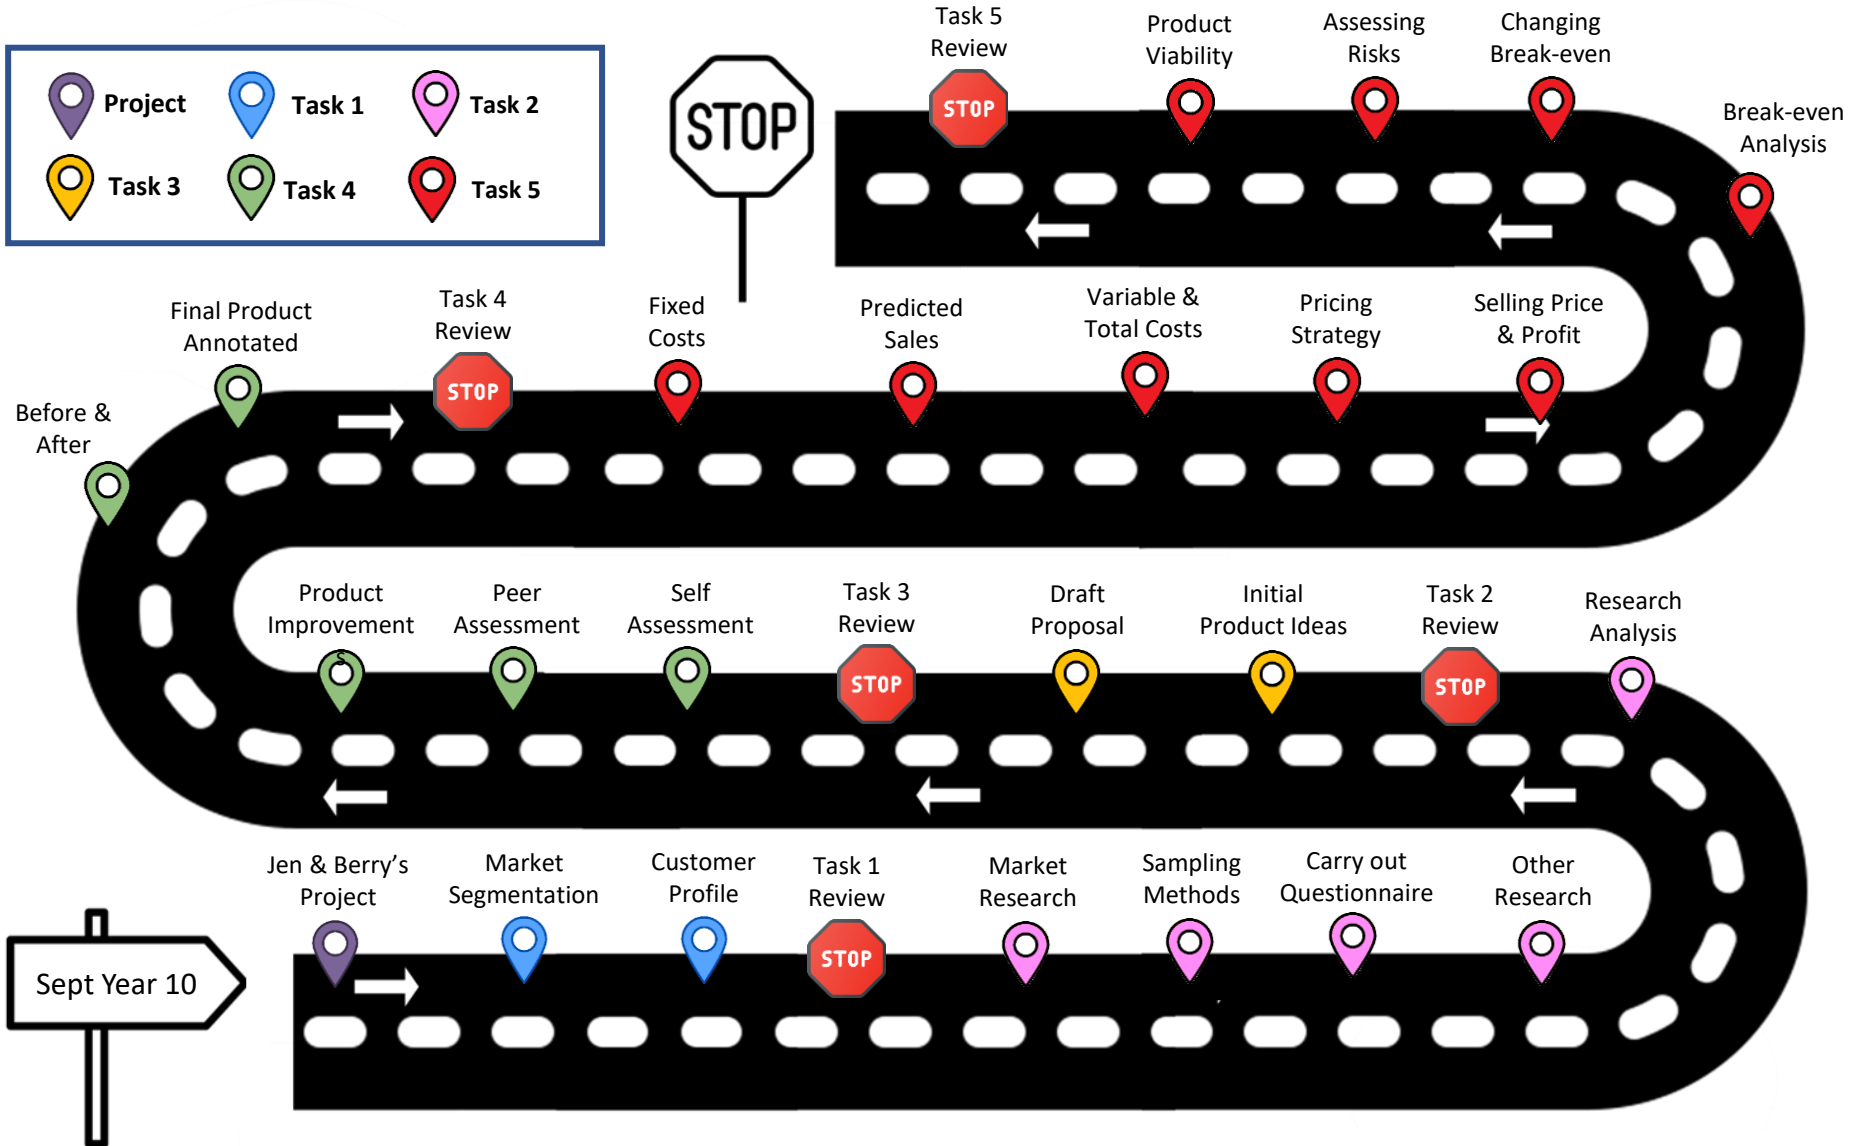 Project
Task 1
Task 2
Task 3
Task 4
Task 5
STOP
Task 5
Review
STOP
Product
Viability
Assessing
Risks
Changing
Break-even
Break-even
Analysis
Final Product
Annotated
Task 4
Review
STOP
Fixed
Costs
Predicted
Sales
Variable &
Total Costs
Pricing
Strategy
Selling Price
& Profit
Before &
After
Product
Improvement
s
Peer
Assessment
Self
Assessment
Task 3
Review
STOP
Draft
Proposal
Initial
Product Ideas
Task 2
Review
STOP
Research
Analysis
Jen & Berry’s
Project
Market
Segmentation
Customer
Profile
Task 1
Review
STOP
Market
Research
Sampling
Methods
Carry out
Questionnaire
Other
Research
Sept Year 10